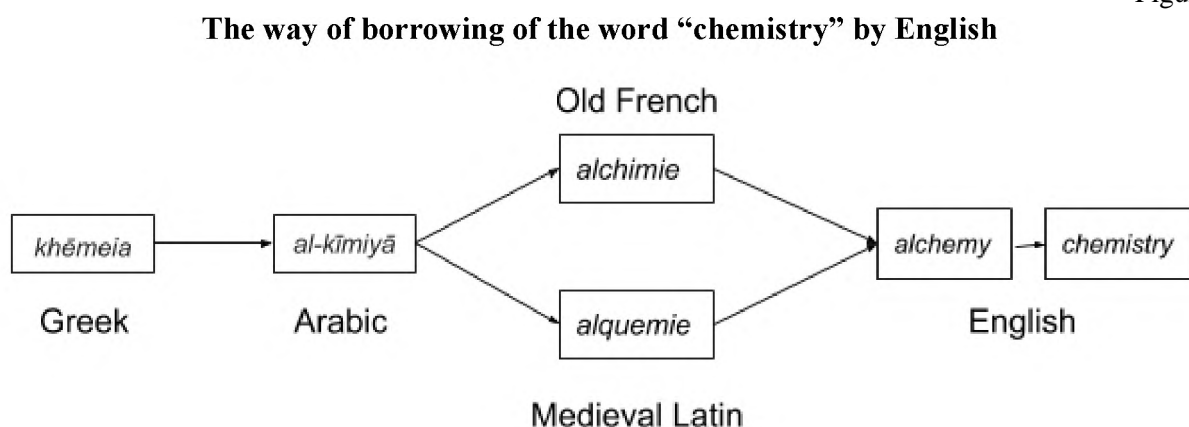 The way of borrowing of the word “chemistry” by English
Old French
alchimie
khēmeia
al-kīmiyā
alchemy
chemistry
Greek
Arabic
English
alquemie
Medieval Latin